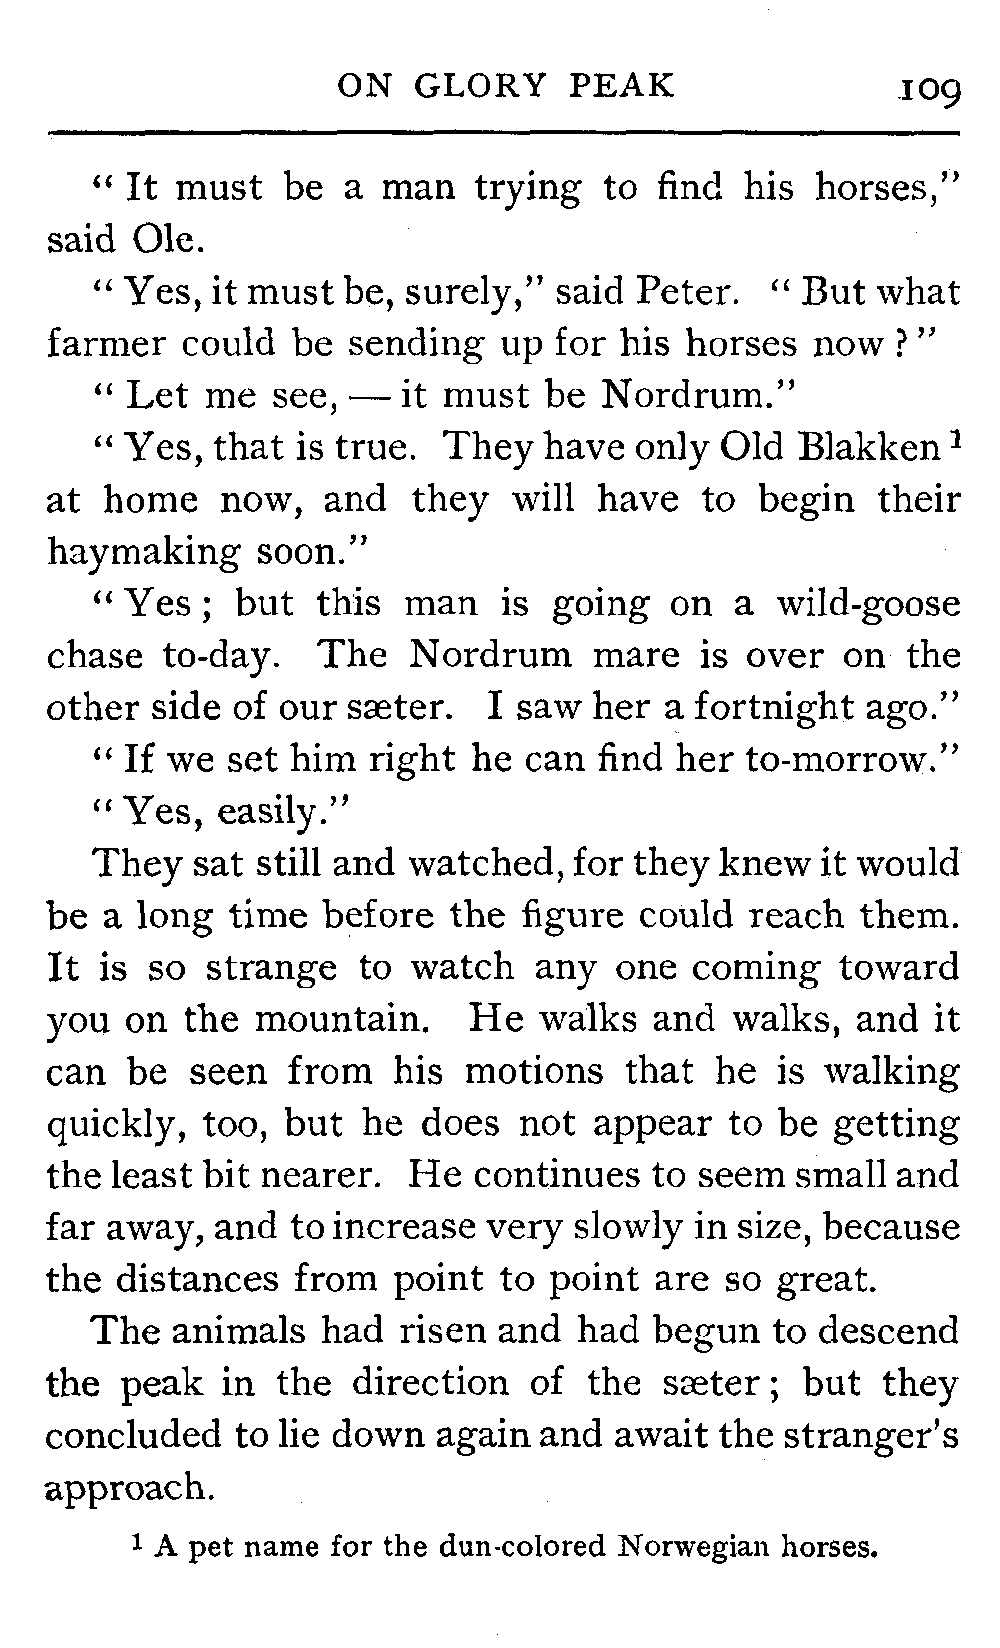 ON GLORY PEAK 109
“ It must be a man trying to find his horses,”
said Ole.
“ Yes, it must be, surely,” said Peter. “ But what
farmer could be sending up for his horses now ? ”
“ Let me see, — it must be Nordrum.”
“ Yes, that is true. They have only Old Blakken ¹
at home now, and they will have to begin their
haymaking soon.”
“ Yes ; but this man is going on a wild-goose
chase to-day. The Nordrum mare is over on the
other side of our sæter. I saw her a fortnight ago.”
“ If we set him right he can find her to-morrow.”
“ Yes, easily.”
They sat still and watched, for they knew it would
be a long time before the figure could reach them.
It is so strange to watch any one coming toward
you on the mountain. He walks and walks, and it
can be seen from his motions that he is walking
quickly, too, but he does not appear to be getting
the least bit nearer. He continues to seem small and
far away, and to increase very slowly in size, because
the distances from point to point are so great.
The animals had risen and had begun to descend
the peak in the direction of the sæter ; but they
concluded to lie down again and await the stranger’s
approach.
¹ A pet name for the dun-colored Norwegian horses.